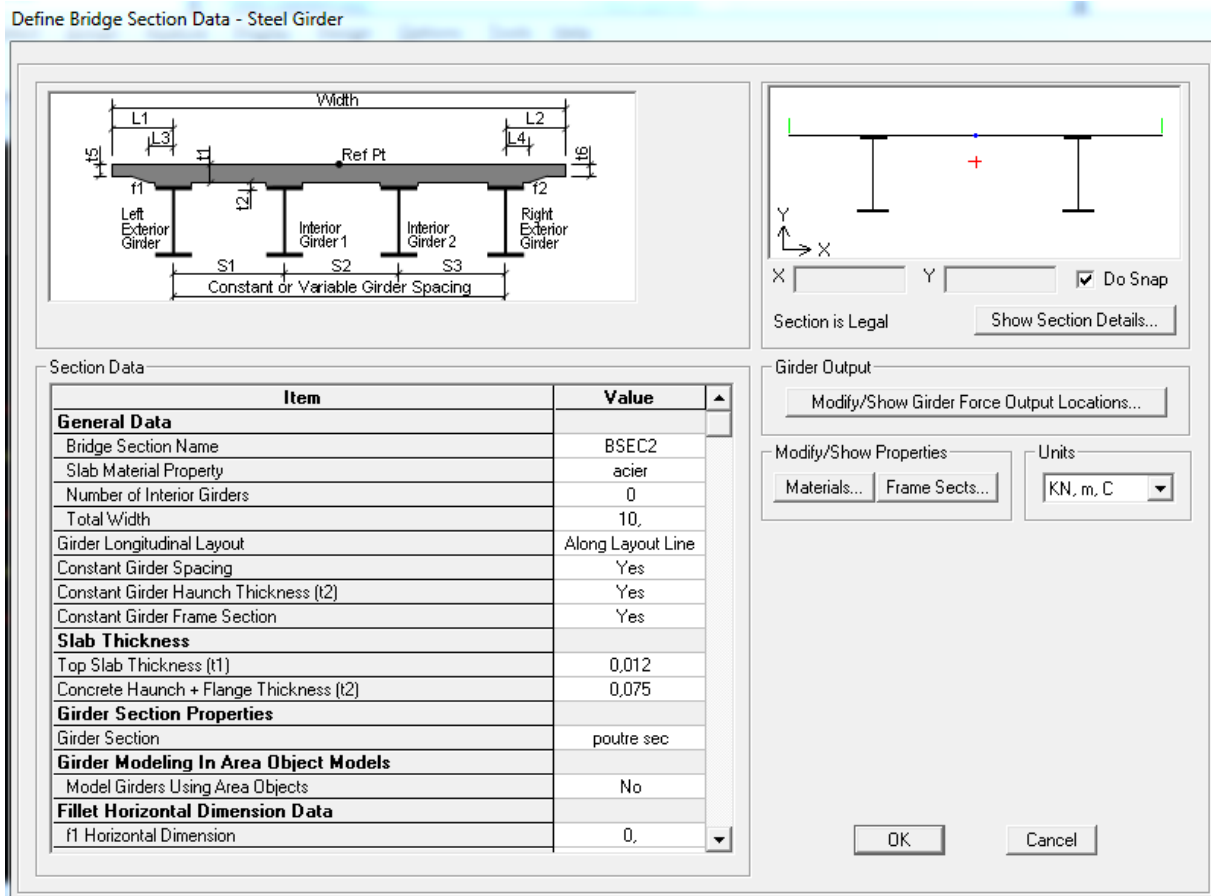 Define Bridge Section Data - Steel Girder
Width
L1
L2
L3
L4
t5
t1
Ref Pt
t6
f1
t2
f2
Left Exterior Girder
Interior Girder 1
Interior Girder 2
Right Exterior Girder
S1
S2
S3
Constant or Variable Girder Spacing
Y
X
X
Y
Do Snap
Section is Legal
Show Section Details...
Section Data
Item Value
General Data
Bridge Section Name BSEC2
Slab Material Property acier
Number of Interior Girders 0
Total Width 10,
Girder Longitudinal Layout Along Layout Line
Constant Girder Spacing Yes
Constant Girder Haunch Thickness (t2) Yes
Constant Girder Frame Section Yes
Slab Thickness
Top Slab Thickness (t1) 0,012
Concrete Haunch + Flange Thickness (t2) 0,075
Girder Section Properties
Girder Section poutre sec
Girder Modeling In Area Object Models
Model Girders Using Area Objects No
Fillet Horizontal Dimension Data
f1 Horizontal Dimension 0,
Girder Output
Modify/Show Girder Force Output Locations...
Modify/Show Properties
Materials...
Frame Sects...
Units
KN, m, C
OK
Cancel